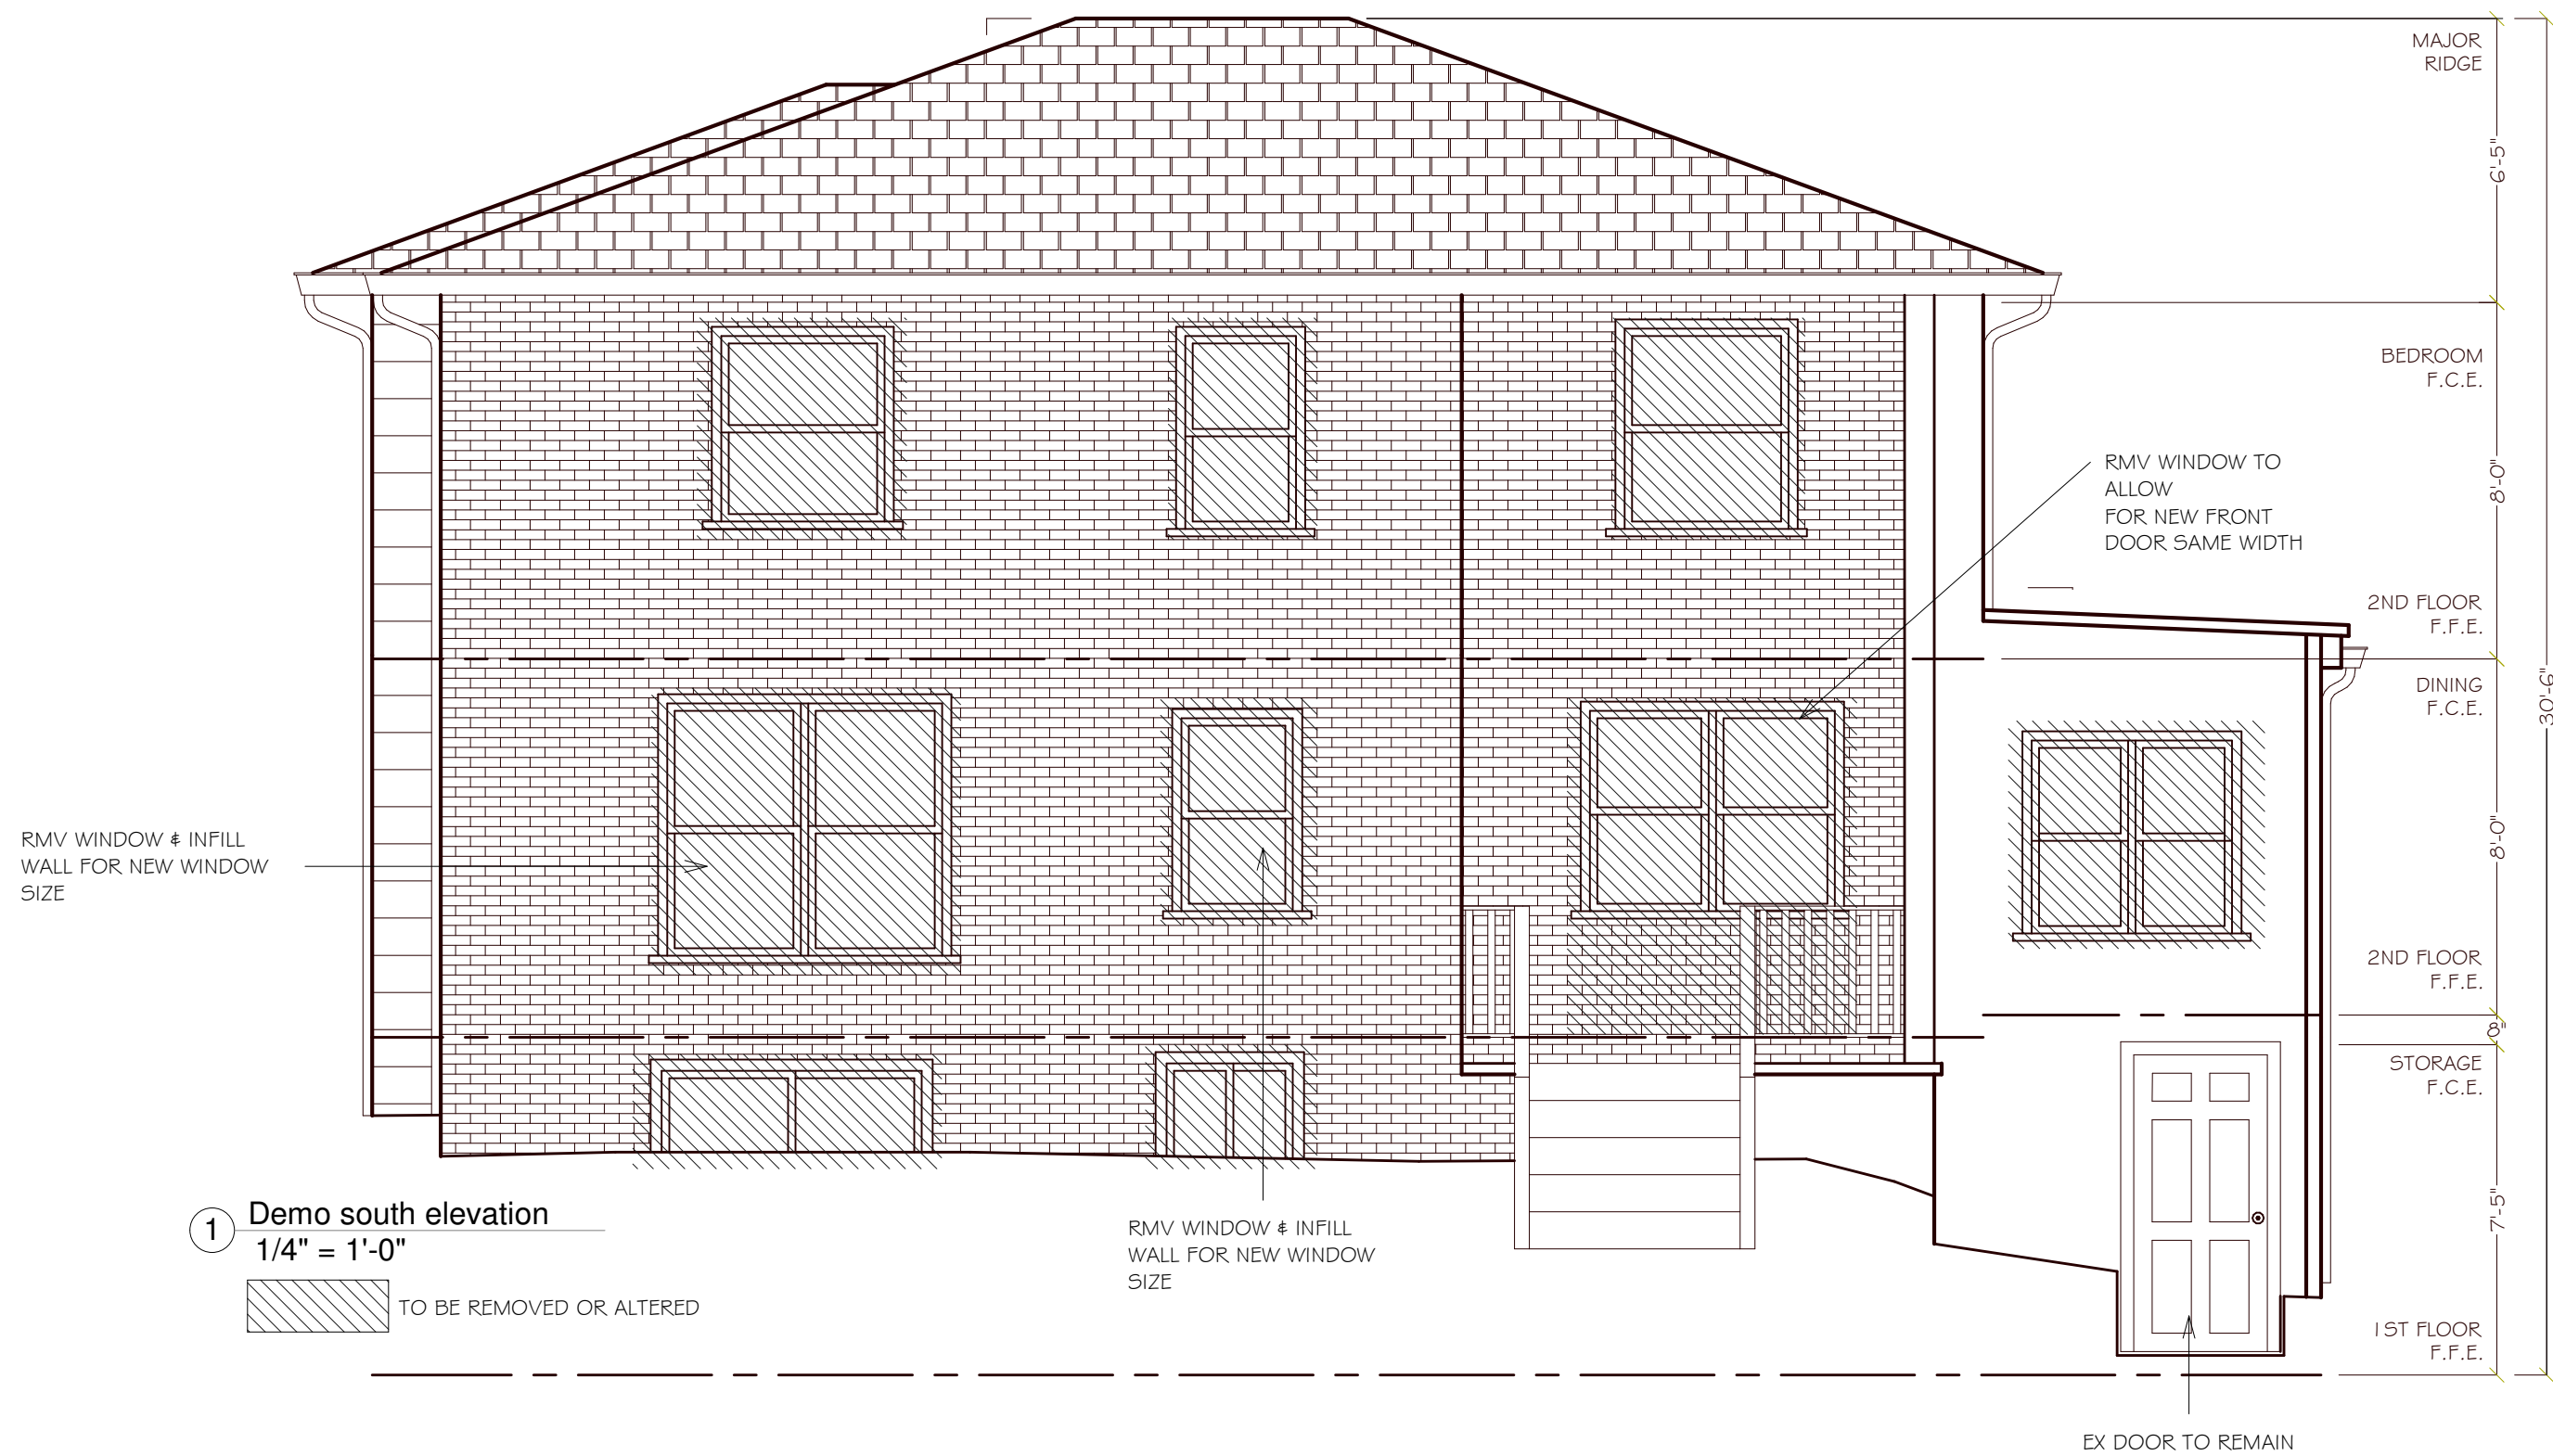 MAJOR
RIDGE
6'-5"
BEDROOM
F.C.E.
8'-0"
RMV WINDOW TO
ALLOW
FOR NEW FRONT
DOOR SAME WIDTH
2ND FLOOR
F.F.E.
DINING
F.C.E.
30'-6"
RMV WINDOW & INFILL
WALL FOR NEW WINDOW
SIZE
8'-0"
2ND FLOOR
F.F.E.
8"
STORAGE
F.C.E.
7'-5"
1 Demo south elevation
1/4" = 1'-0"
TO BE REMOVED OR ALTERED
RMV WINDOW & INFILL
WALL FOR NEW WINDOW
SIZE
1ST FLOOR
F.F.E.
EX DOOR TO REMAIN